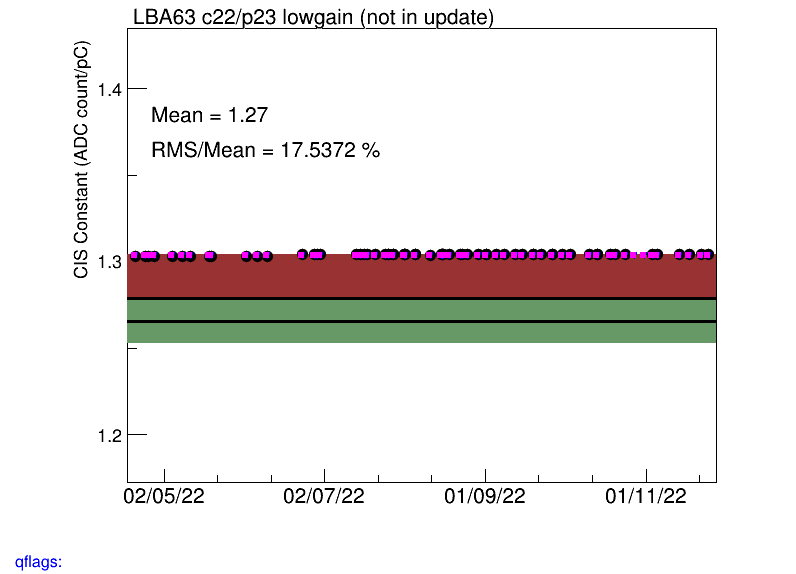 LBA63 c22/p23 lowgain (not in update)
CIS Constant (ADC count/pC)
1.4
Mean = 1.27
RMS/Mean = 17.5372 %
1.3
1.2
02/05/22 02/07/22 01/09/22 01/11/22
qflags: